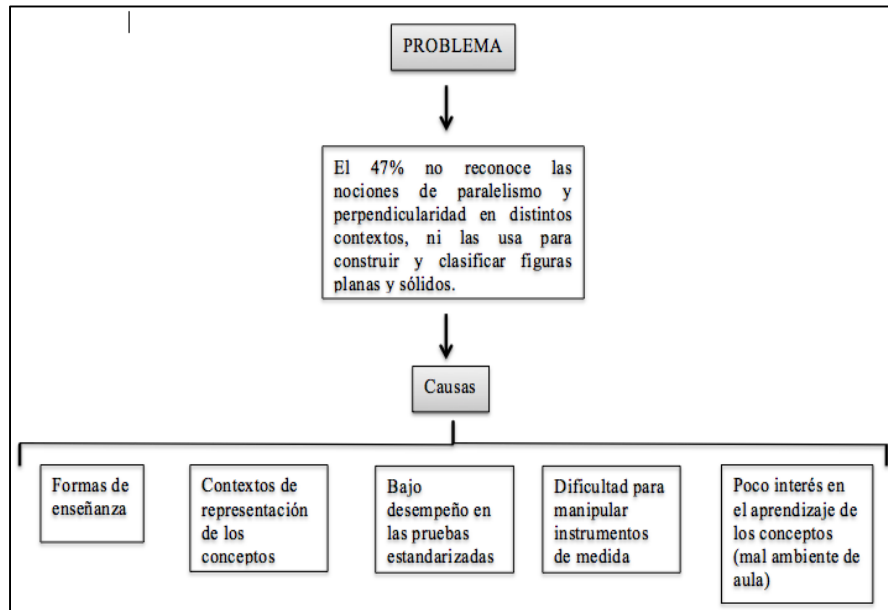 PROBLEMA
El 47% no reconoce las
nociones de paralelismo y
perpendicularidad en distintos
contextos, ni las usa para
construir y clasificar figuras
planas y sólidos.
Causas
Formas de
enseñanza
Contextos de
representación
de los
conceptos
Bajo
desempeño en
las pruebas
estandarizadas
Dificultad para
manipular
instrumentos
de medida
Poco interés en
el aprendizaje de
los conceptos
(mal ambiente de
aula)